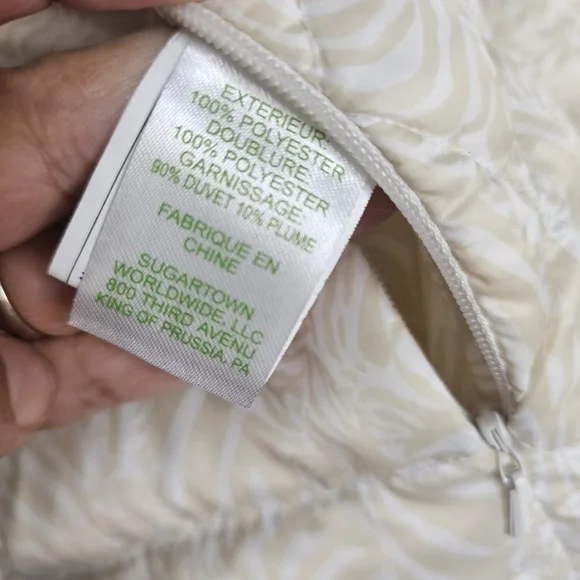 EXTERIEUR:
100% POLYESTER
DOUBLURE:
100% POLYESTER
GARNISSAGE:
90% DUVET 10% PLUME
FABRIQUE EN
CHINE
SUGARTOWN
WORLDWIDE, LLC
800 THIRD AVENU
KING OF PRUSSIA, PA